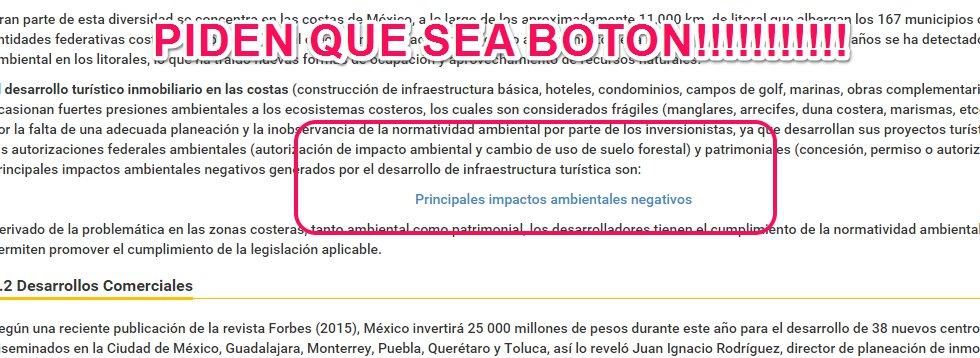 PIDEN QUE SEA BOTON!!!!!!!!!!!!!
ran parte de esta diversidad se concentra en las costas de México, a lo largo de los aproximadamente 11,000 km. de litoral que albergan los 167 municipios
ntidades federativas años se ha detectado
mbiental en los litorales, lo que ha traído nuevas formas de ocupación y aprovechamiento de recursos naturales.
desarrollo turístico inmobiliario en las costas (construcción de infraestructura básica, hoteles, condominios, campos de golf, marinas, obras complementari
casionan fuertes presiones ambientales a los ecosistemas costeros, los cuales son considerados frágiles (manglares, arrecifes, duna costera, marismas, etc
or la falta de una adecuada planeación y la inobservancia de la normatividad ambiental por parte de los inversionistas, ya que desarrollan sus proyectos turíst
s autorizaciones federales ambientales (autorización de impacto ambiental y cambio de uso de suelo forestal) y patrimoniales (concesión, permiso o autoriz
rincipales impactos ambientales negativos generados por el desarrollo de infraestructura turística son:
Principales impactos ambientales negativos
erivado de la problemática en las zonas costeras, tanto ambiental como patrimonial, los desarrolladores tienen el cumplimiento de la normatividad ambiental
ermiten promover el cumplimiento de la legislación aplicable.
.2 Desarrollos Comerciales
egún una reciente publicación de la revista Forbes (2015), México invertirá 25 000 millones de pesos durante este año para el desarrollo de 38 nuevos centro
iseminados en la Ciudad de México, Guadalajara, Monterrey, Puebla, Querétaro y Toluca, así lo reveló Juan Ignacio Rodríguez, director de planeación de inmo